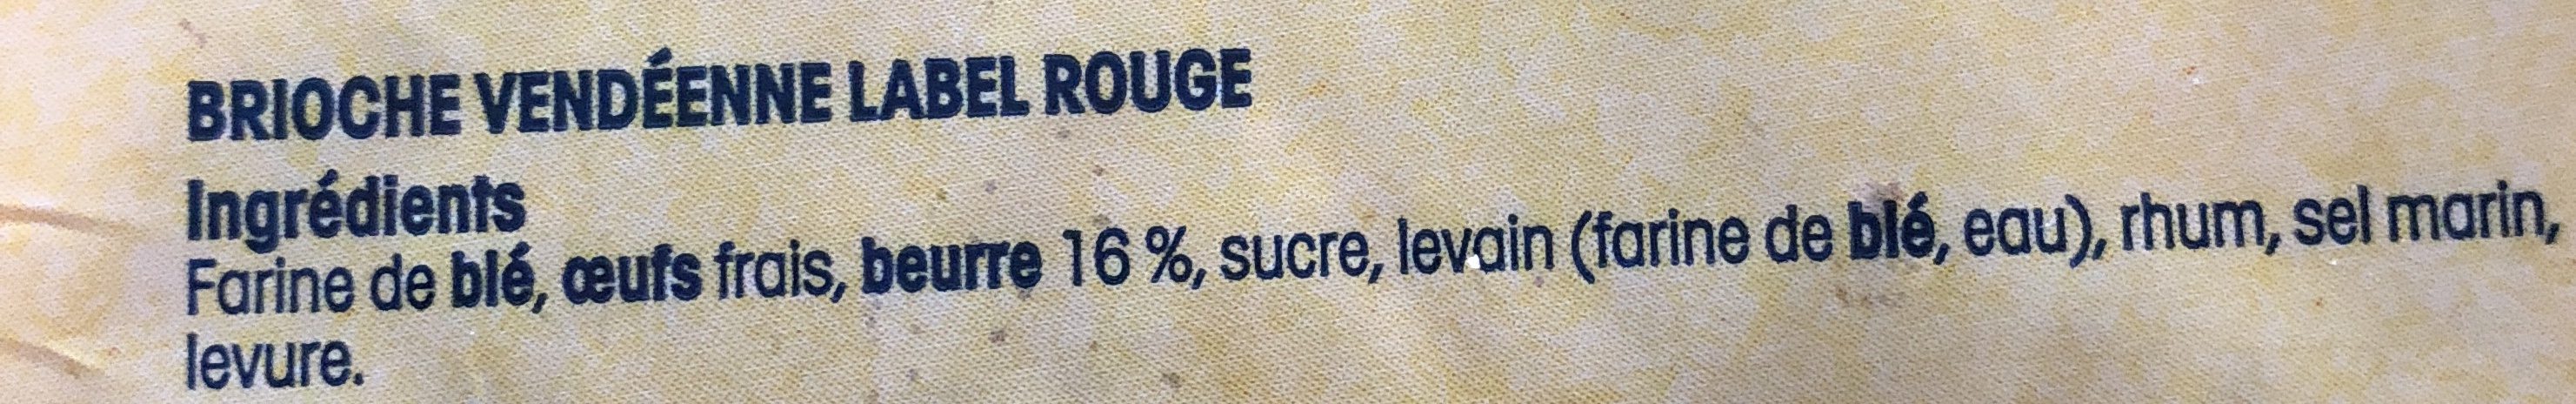 BRIOCHE VENDÉENNE LABEL ROUGE
Ingrédients
Farine de blé, œufs frais, beurre 16 %, sucre, levain (farine de blé, eau), rhum, sel marin,
levure.